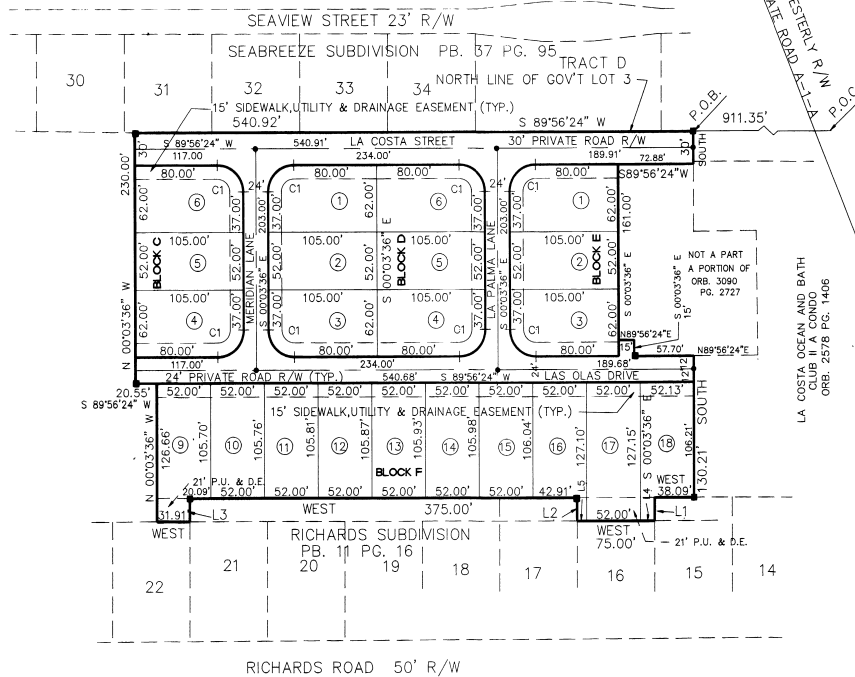 SEAVIEW STREET 23' R/W
SEABREEZE SUBDIVISION PB. 37 PG. 95
30
31
32
33
34
TRACT D
NORTH LINE OF GOV'T LOT 3
15' SIDEWALK,UTILITY & DRAINAGE EASEMENT (TYP.)
540.92'
S 89°56'24" W
P.O.B.
911.35'
ESTERLY R/W
ATE ROAD A-1-A
P.O.C
30'
S 89°56'24" W
540.91'
LA COSTA STREET
30' PRIVATE ROAD R/W
30'
SOUTH
117.00'
234.00'
189.91'
72.88'
S89°56'24"W
230.00'
N 00°03'36" W
80.00'
80.00'
80.00'
80.00'
24'
24'
C1
C1
C1
C1
6
1
6
1
62.00'
37.00'
203.00'
37.00'
62.00'
37.00'
203.00'
37.00'
62.00'
161.00'
105.00'
105.00'
105.00'
105.00'
BLOCK C
5
2
BLOCK D
5
2
BLOCK E
52.00'
52.00'
52.00'
52.00'
52.00'
52.00'
52.00'
MERIDIAN LANE
S 00°03'36" E
S 00°03'36" E
LA PALMA LANE
S 00°03'36" E
S 00°03'36" E
S 00°03'36" E
15'
NOT A PART
A PORTION OF
ORB. 3090
PG. 2727
LA COSTA OCEAN AND BATH
CLUB II A CONDO
ORB. 2578 PG. 1406
105.00'
105.00'
105.00'
105.00'
4
3
4
3
62.00'
37.00'
37.00'
62.00'
37.00'
37.00'
62.00'
C1
C1
C1
C1
80.00'
80.00'
80.00'
80.00'
N89°56'24"E
15'
57.70'
N89°56'24"E
117.00'
234.00'
24'
189.68'
12'
12'
24' PRIVATE ROAD R/W (TYP.)
540.68'
S 89°56'24" W
LAS OLAS DRIVE
20.55'
S 89°56'24" W
52.00'
52.00'
52.00'
52.00'
52.00'
52.00'
52.00'
52.00'
52.00'
52.13'
15' SIDEWALK,UTILITY & DRAINAGE EASEMENT (TYP.)
N 00°03'36" W
126.66'
9
105.70'
10
105.76'
11
105.81'
12
105.87'
13
105.93'
14
105.98'
15
106.04'
16
127.10'
17
127.15'
S 00°03'36" E
18
106.21'
SOUTH
130.21'
BLOCK F
21' P.U. & D.E.
20.09'
52.00'
52.00'
52.00'
52.00'
52.00'
52.00'
42.91'
L5
L4
WEST
38.09'
31.91'
WEST
L3
WEST
375.00'
L2
52.00'
L1
WEST
75.00'
21' P.U. & D.E.
RICHARDS SUBDIVISION
PB. 11 PG. 16
22
21
20
19
18
17
16
15
14
RICHARDS ROAD 50' R/W